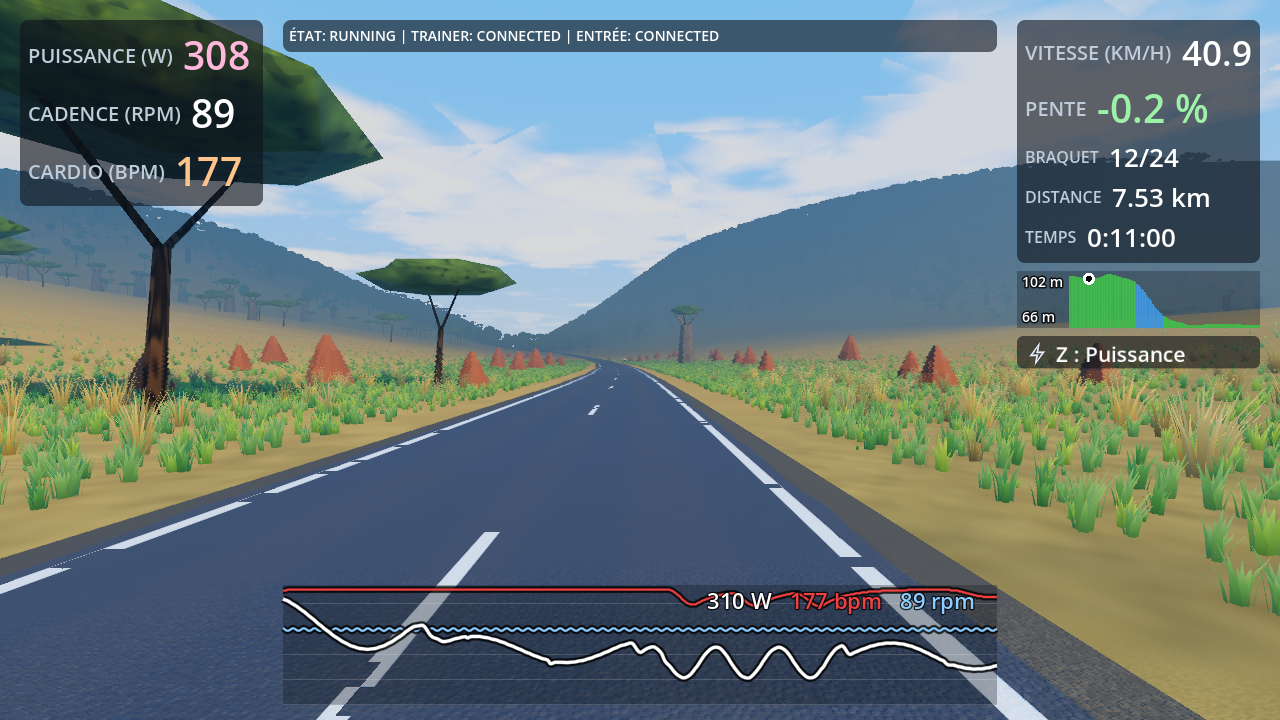 PUISSANCE (W) 308
CADENCE (RPM) 89
CARDIO (BPM) 177
ÉTAT: RUNNING | TRAINER: CONNECTED | ENTRÉE: CONNECTED
VITESSE (KM/H) 40.9
PENTE -0.2 %
BRAQUET 12/24
DISTANCE 7.53 km
TEMPS 0:11:00
102 m
66 m
Z : Puissance
310 W 177 bpm 89 rpm